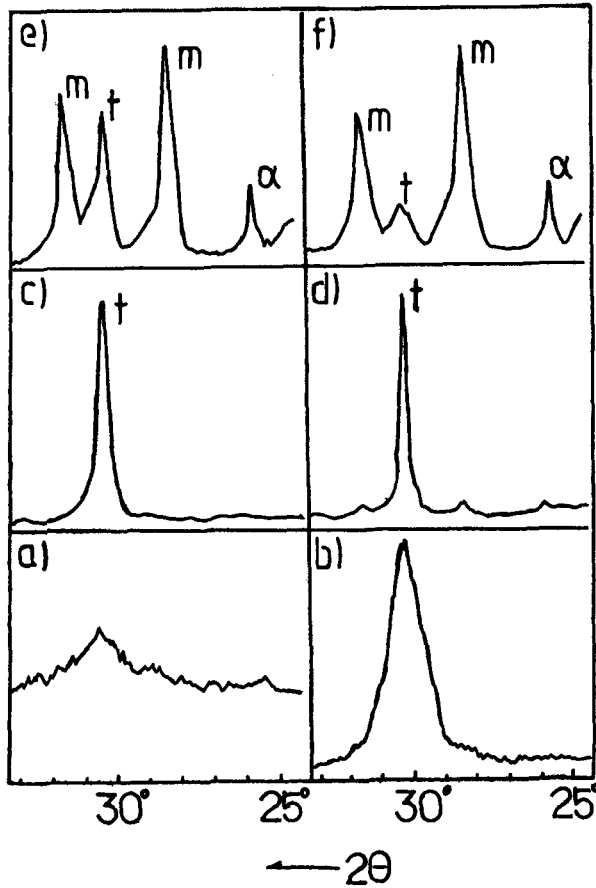 e) m t m α
f) m t m α
c) t
d) t
a)
b)
30° 25° 30° 25°
← 2θ